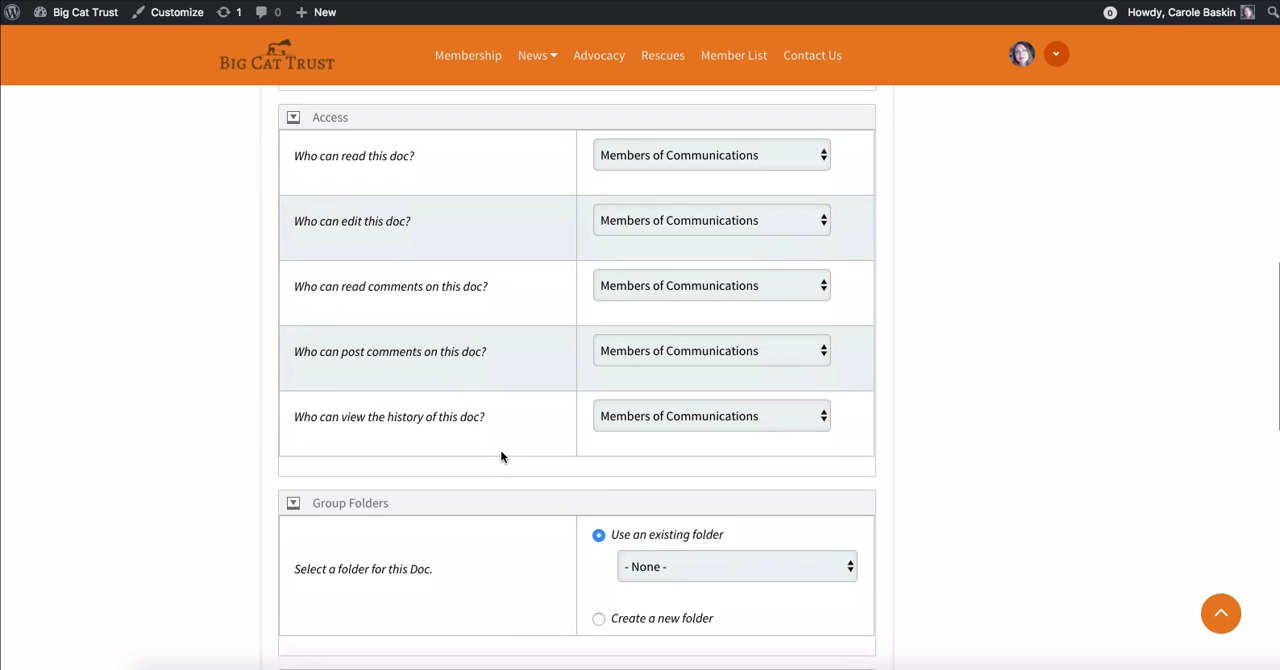 Big Cat Trust Customize 1 0 New 0 Howdy, Carole Baskin
BIG CAT TRUST Membership News Advocacy Rescues Member List Contact Us
Access
Who can read this doc? Members of Communications
Who can edit this doc? Members of Communications
Who can read comments on this doc? Members of Communications
Who can post comments on this doc? Members of Communications
Who can view the history of this doc? Members of Communications
Group Folders
Use an existing folder
- None -
Select a folder for this Doc.
Create a new folder